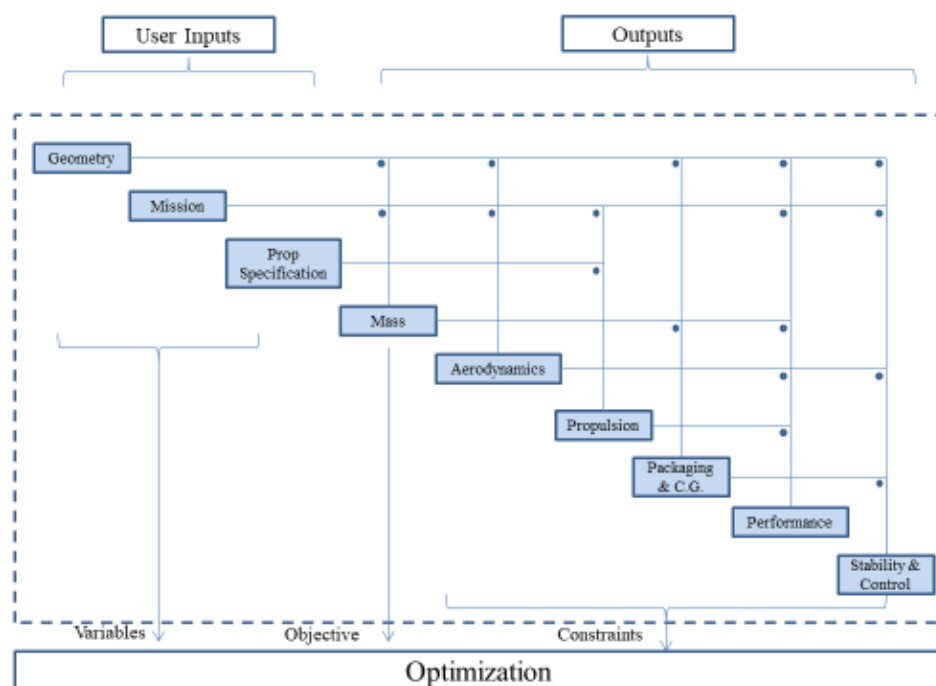 User Inputs
Outputs
Geometry
Mission
Prop
Specification
Mass
Aerodynamics
Propulsion
Packaging
& C.G.
Performance
Stability &
Control
Variables
Objective
Constraints
Optimization